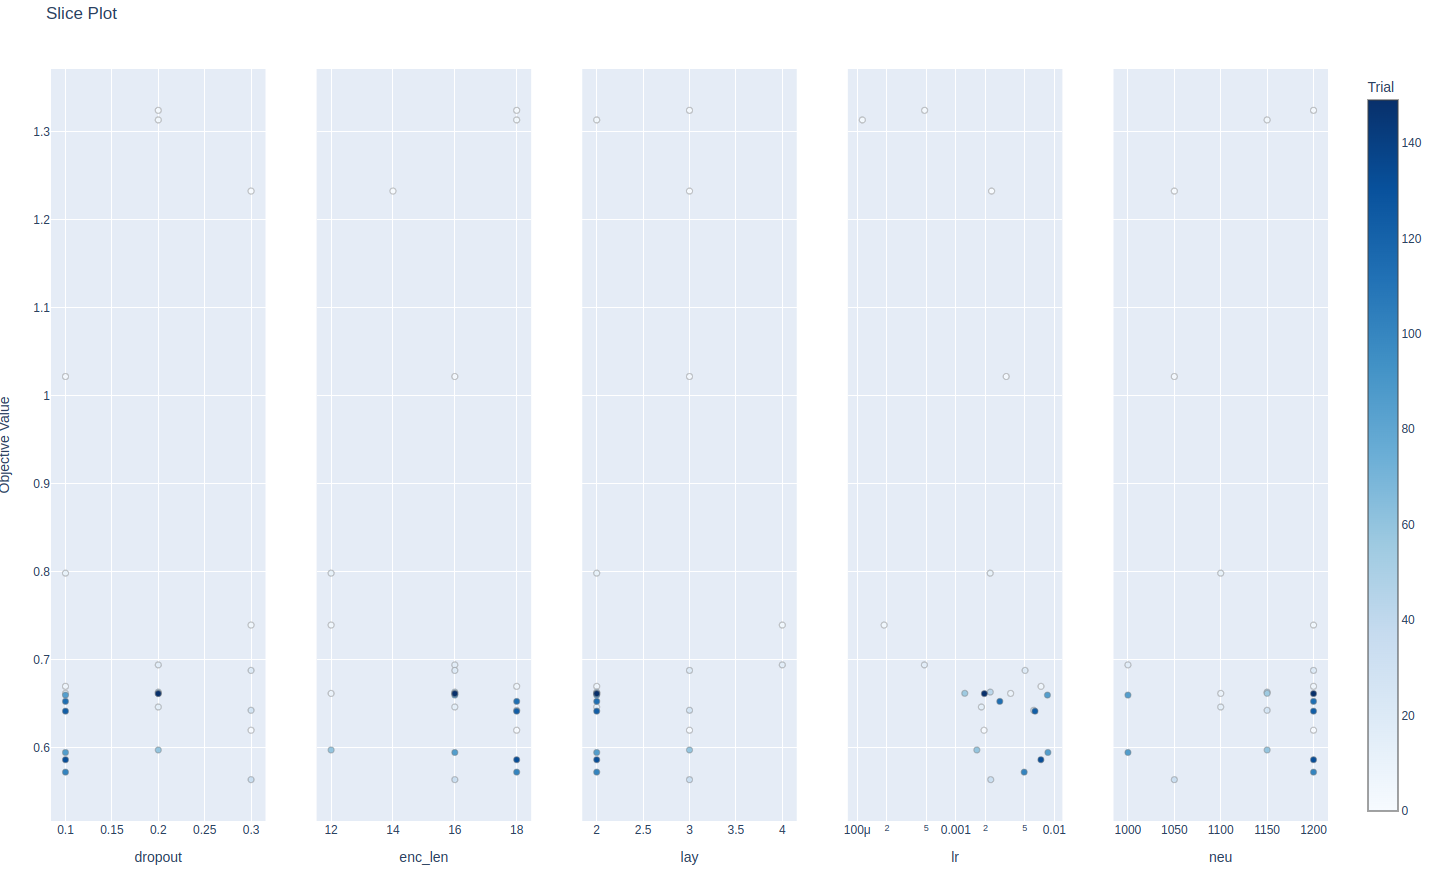 Slice Plot
Trial
Objective Value
1.3
1.2
1.1
1
0.9
0.8
0.7
0.6
0.1 0.15 0.2 0.25 0.3
dropout
12 14 16 18
enc_len
2 2.5 3 3.5 4
lay
100μ 2 5 0.001 2 5 0.01
lr
1000 1050 1100 1150 1200
neu
140
120
100
80
60
40
20
0